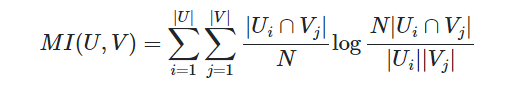 MI(U, V) = \sum_{i=1}^{|U|} \sum_{j=1}^{|V|} \frac{|U_i \cap V_j|}{N} \log \frac{N|U_i \cap V_j|}{|U_i||V_j|}